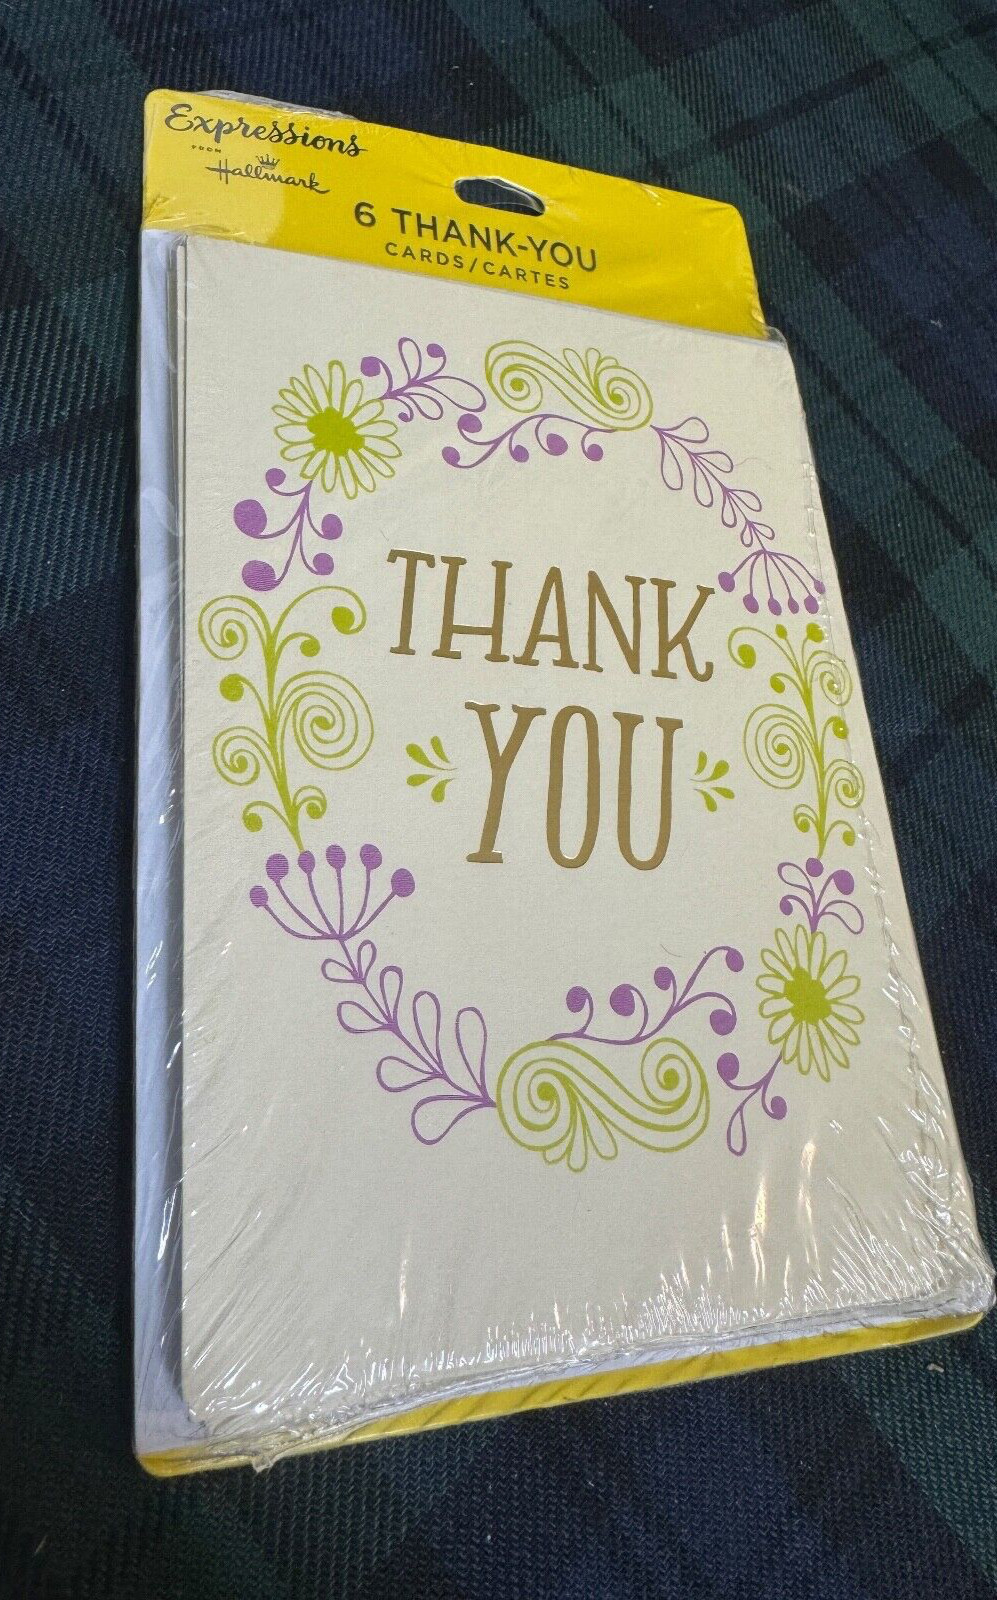 Expressions
FROM
Hallmark
6 THANK-YOU
CARDS/CARTES
THANK
YOU